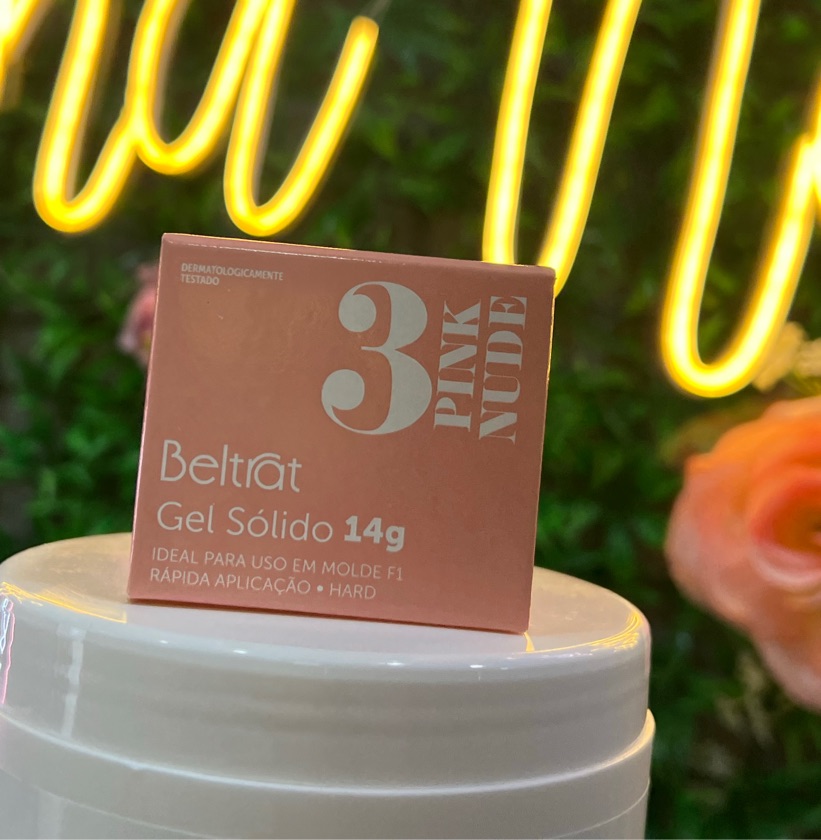 DERMATOLOGICAMENTE
TESTADO
3
PINK
NUDE
Beltrat
Gel Sólido 14g
IDEAL PARA USO EM MOLDE F1
RÁPIDA APLICAÇÃO • HARD